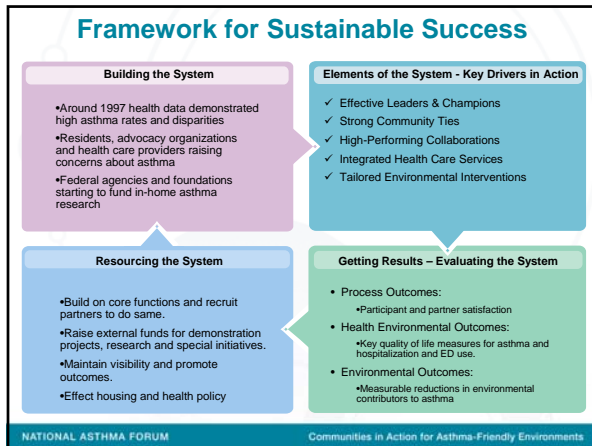 Framework for Sustainable Success
Building the System
•Around 1997 health data demonstrated
high asthma rates and disparities
•Residents, advocacy organizations
and health care providers raising
concerns about asthma
•Federal agencies and foundations
starting to fund in-home asthma
research
Elements of the System - Key Drivers in Action
✓ Effective Leaders & Champions
✓ Strong Community Ties
✓ High-Performing Collaborations
✓ Integrated Health Care Services
✓ Tailored Environmental Interventions
Resourcing the System
•Build on core functions and recruit
partners to do same.
•Raise external funds for demonstration
projects, research and special initiatives.
•Maintain visibility and promote
outcomes.
•Effect housing and health policy
Getting Results – Evaluating the System
• Process Outcomes:
•Participant and partner satisfaction
• Health Environmental Outcomes:
•Key quality of life measures for asthma and
hospitalization and ED use.
• Environmental Outcomes:
•Measurable reductions in environmental
contributors to asthma
NATIONAL ASTHMA FORUM
Communities in Action for Asthma-Friendly Environments